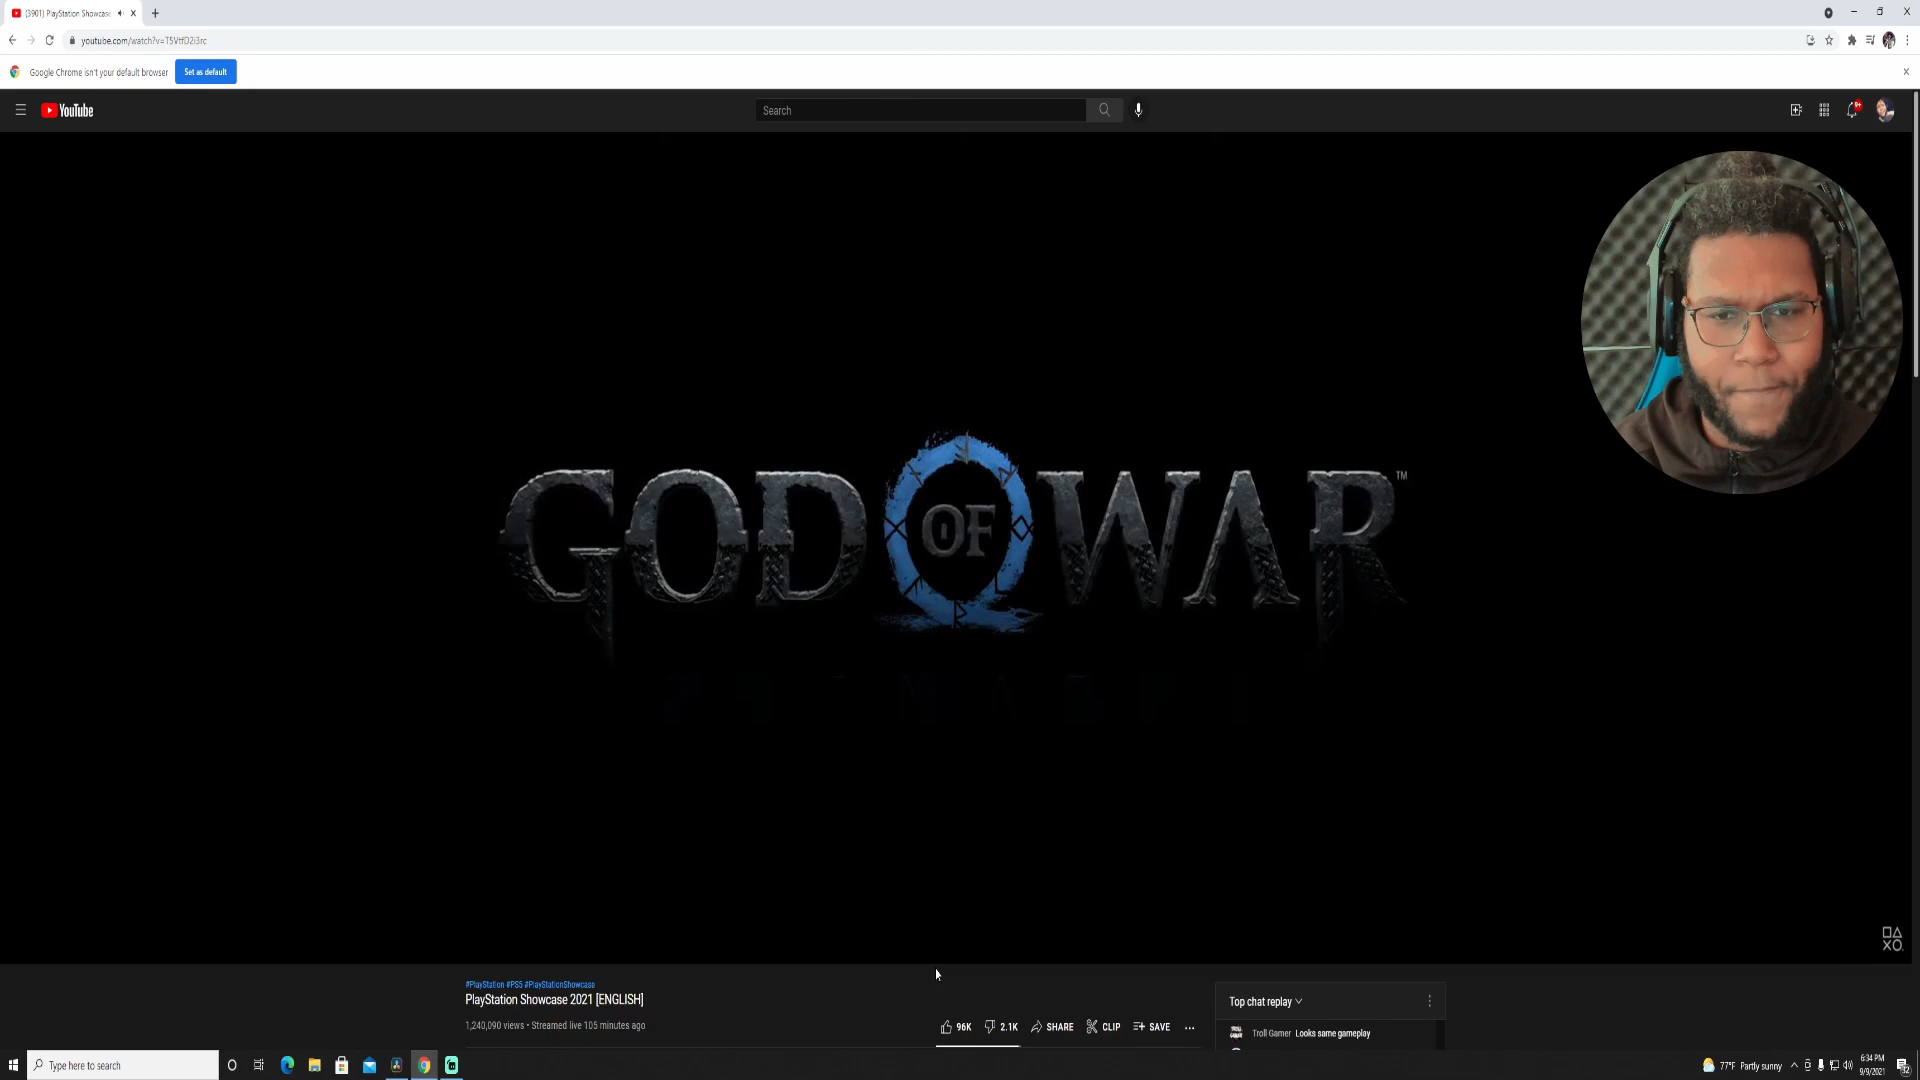 (3901) PlayStation Showcase
youtube.com/watch?v=T5VtfD2i3rc
Google Chrome isn't your default browser
Set as default
YouTube
Search
9+
GOD OF WAR™
#PlayStation #PS5 #PlayStationShowcase
PlayStation Showcase 2021 [ENGLISH]
1,240,090 views • Streamed live 105 minutes ago
96K
2.1K
SHARE
CLIP
SAVE
Top chat replay
Troll Gamer Looks same gameplay
Type here to search
77°F Partly sunny
6:34 PM
9/9/2021